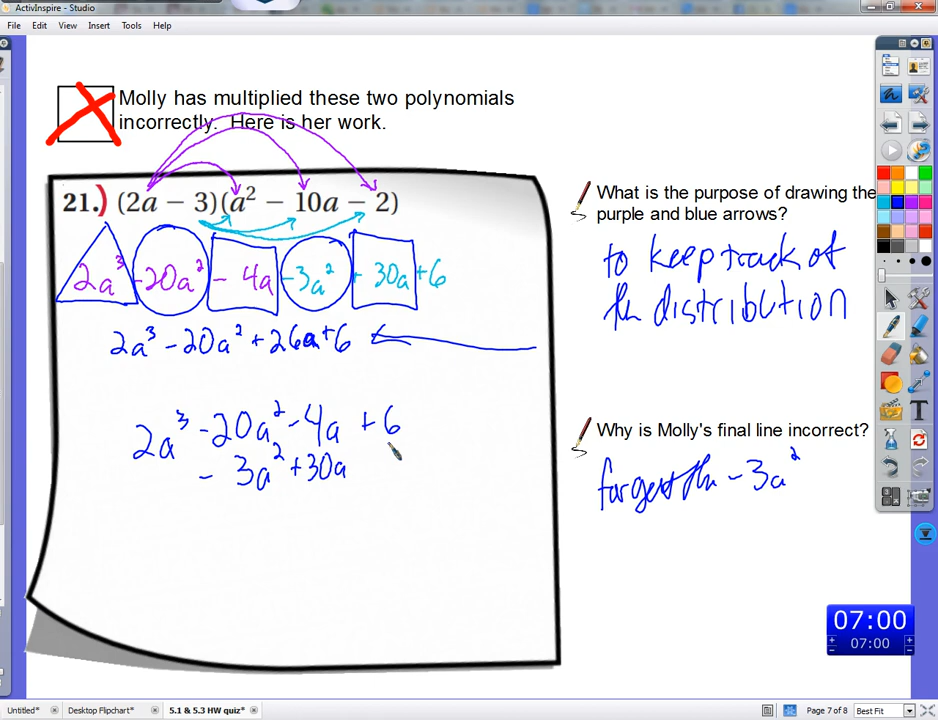 ActivInspire - Studio
File Edit View Insert Tools Help
Molly has multiplied these two polynomials
incorrectly. Here is her work.
21.) (2a − 3)(a² − 10a − 2)
2a³ -20a² - 4a -3a² + 30a +6
2a³ -20a² +26a +6
2a³ -20a² -4a +6
- 3a² +30a
What is the purpose of drawing the
purple and blue arrows?
to keep track of
th distribution
Why is Molly's final line incorrect?
-3a²
07:00
07:00
Untitled* Desktop Flipchart* 5.1 & 5.3 HW quiz* Page 7 of 8 Best Fit